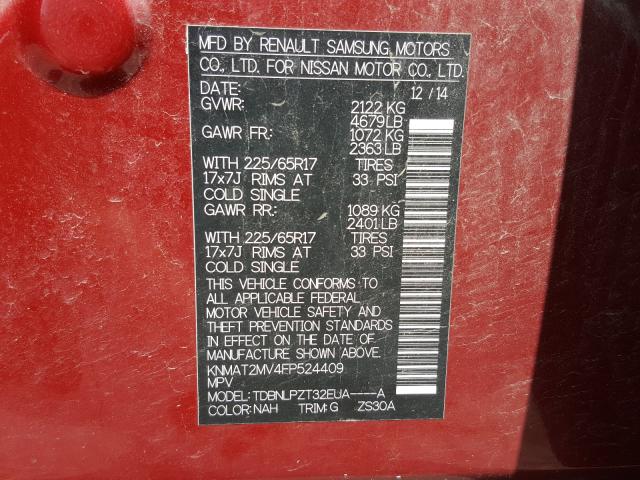 MFD BY RENAULT SAMSUNG MOTORS
CO., LTD. FOR NISSAN MOTOR CO., LTD.
DATE: 12 / 14
GVWR: 2122 KG
4679 LB
GAWR FR: 1072 KG
2363 LB
WITH 225/65R17 TIRES
17x7J RIMS AT 33 PSI
COLD SINGLE
GAWR RR.: 1089 KG
2401 LB
WITH 225/65R17 TIRES
17x7J RIMS AT 33 PSI
COLD SINGLE
THIS VEHICLE CONFORMS TO
ALL APPLICABLE FEDERAL
MOTOR VEHICLE SAFETY AND
THEFT PREVENTION STANDARDS
IN EFFECT ON THE DATE OF
MANUFACTURE SHOWN ABOVE.
KNMAT2MV4FP524409
MPV
MODEL: TDBNLPZT32EUA----A
COLOR: NAH TRIM: G ZS30A